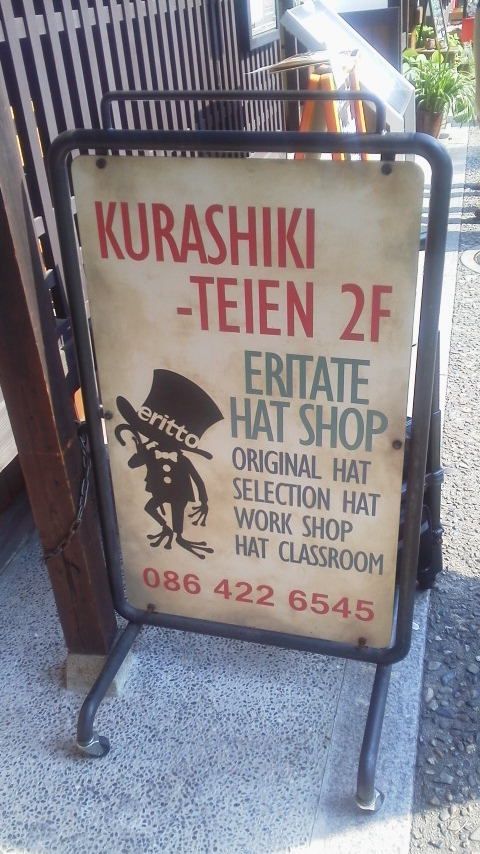 KURASHIKI
-TEIEN 2F
ERITATE
HAT SHOP
eritto
ORIGINAL HAT
SELECTION HAT
WORK SHOP
HAT CLASSROOM
086 422 6545